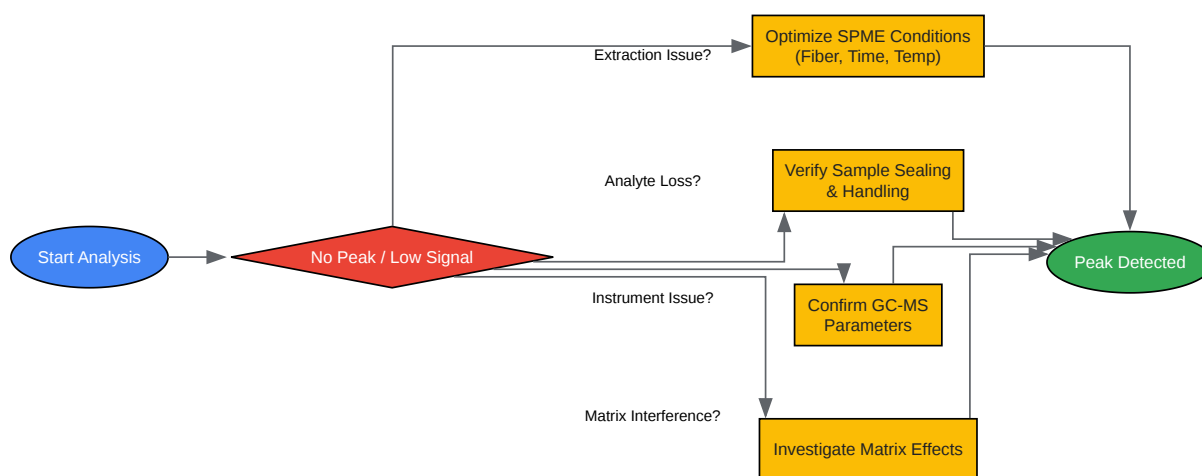 Optimize SPME Conditions
(Fiber, Time, Temp)
Extraction Issue?
Verify Sample Sealing
& Handling
Analyte Loss?
Start Analysis
No Peak / Low Signal
Peak Detected
Instrument Issue?
Confirm GC-MS
Parameters
Matrix Interference?
Investigate Matrix Effects